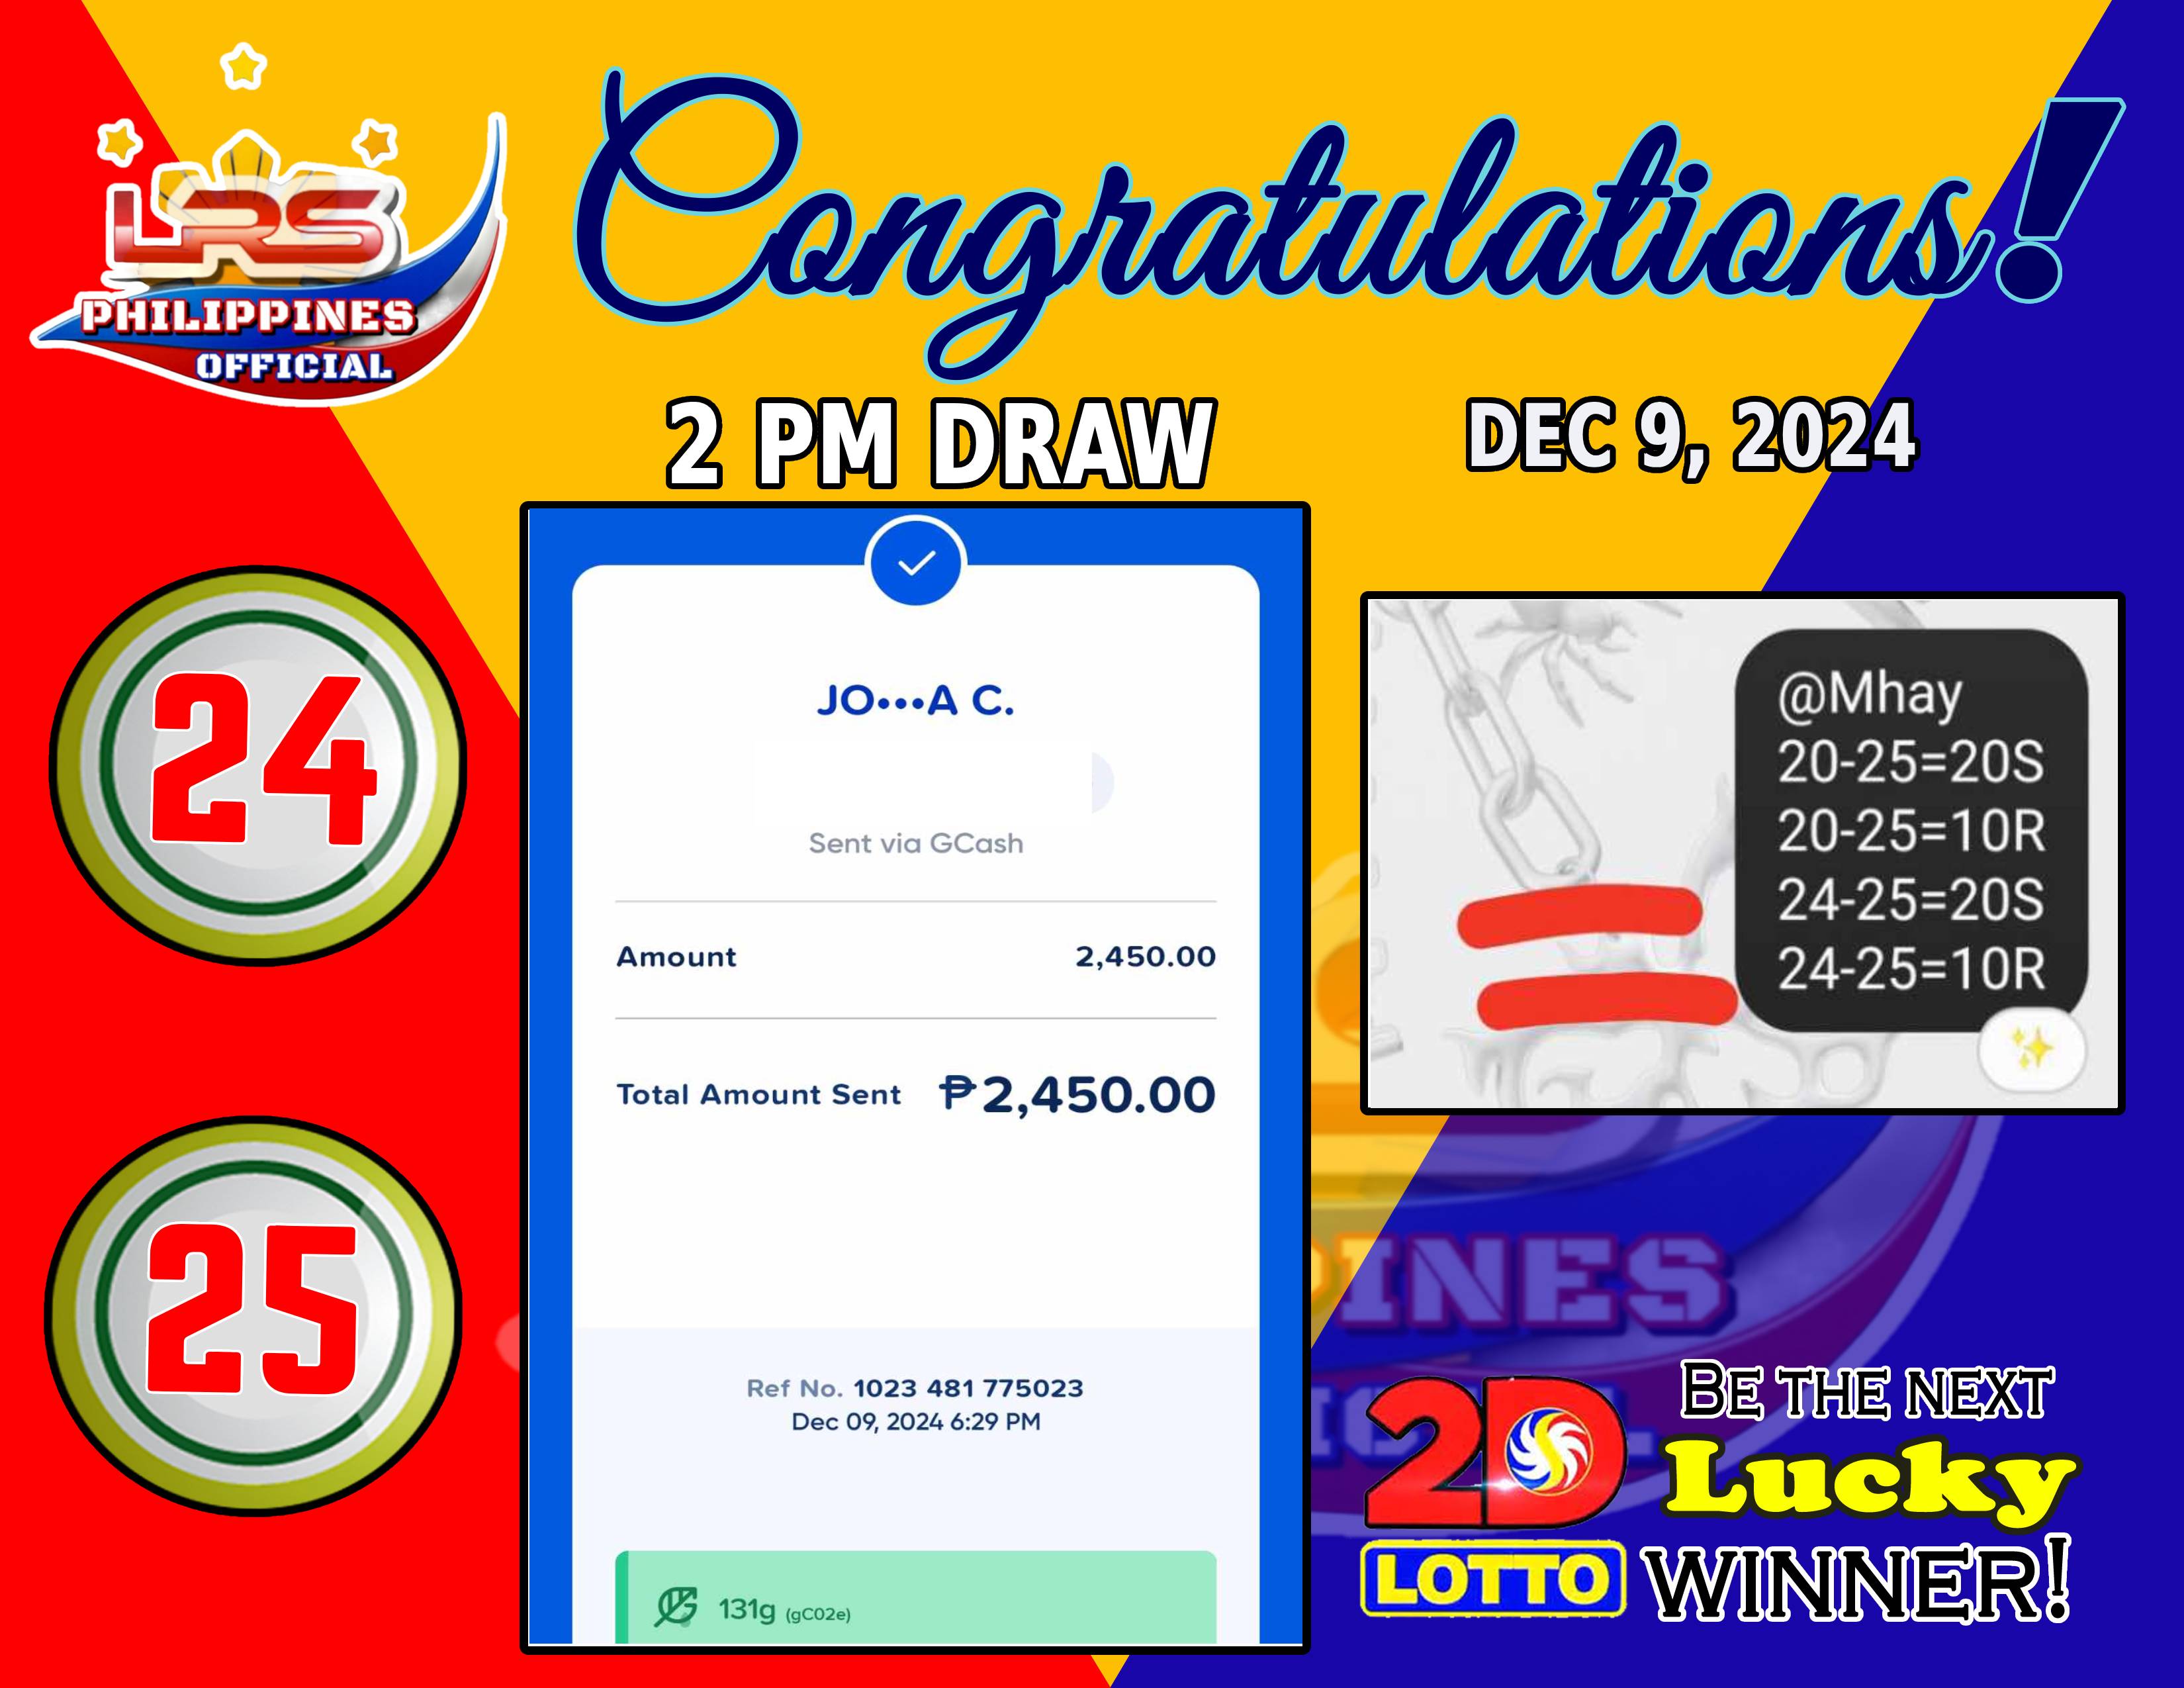 LRS
PHILIPPINES
OFFICIAL
Congratulations!
2 PM DRAW
DEC 9, 2024
24
25
JO•••A C.
Sent via GCash
Amount 2,450.00
Total Amount Sent ₱2,450.00
Ref No. 1023 481 775023
Dec 09, 2024 6:29 PM
131g (gC02e)
@Mhay
20-25=20S
20-25=10R
24-25=20S
24-25=10R
PINES
2D
LOTTO
BE THE NEXT
Lucky
WINNER!